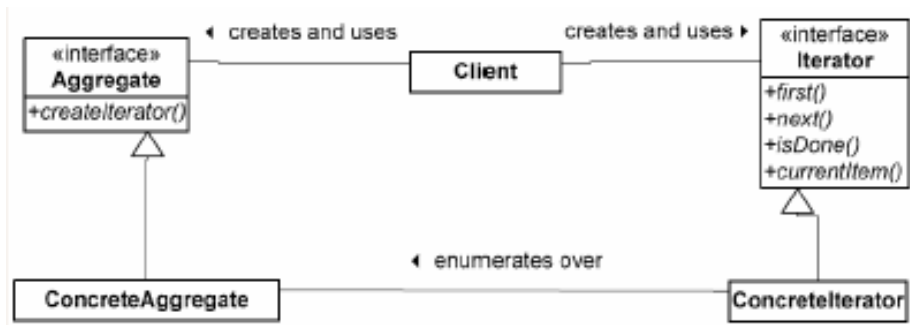 ◄ creates and uses
creates and uses ►
«interface»
Aggregate
+createIterator()
Client
«interface»
Iterator
+first()
+next()
+isDone()
+currentItem()
◄ enumerates over
ConcreteAggregate
ConcreteIterator